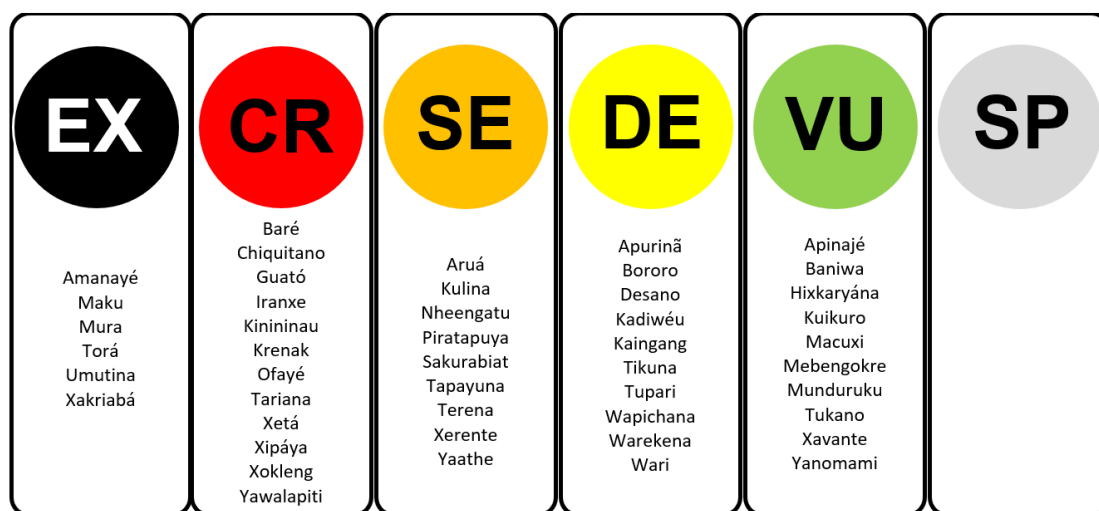 EX
Amanayé
Maku
Mura
Torá
Umutina
Xakriabá
CR
Baré
Chiquitano
Guató
Iranxe
Kinininau
Krenak
Ofayé
Tariana
Xetá
Xipáya
Xokleng
Yawalapiti
SE
Aruá
Kulina
Nheengatu
Piratapuya
Sakurabiat
Tapayuna
Terena
Xerente
Yaathe
DE
Apurinã
Bororo
Desano
Kadiwéu
Kaingang
Tikuna
Tupari
Wapichana
Warekena
Wari
VU
Apinajé
Baniwa
Hixkaryána
Kuikuro
Macuxi
Mebengokre
Munduruku
Tukano
Xavante
Yanomami
SP